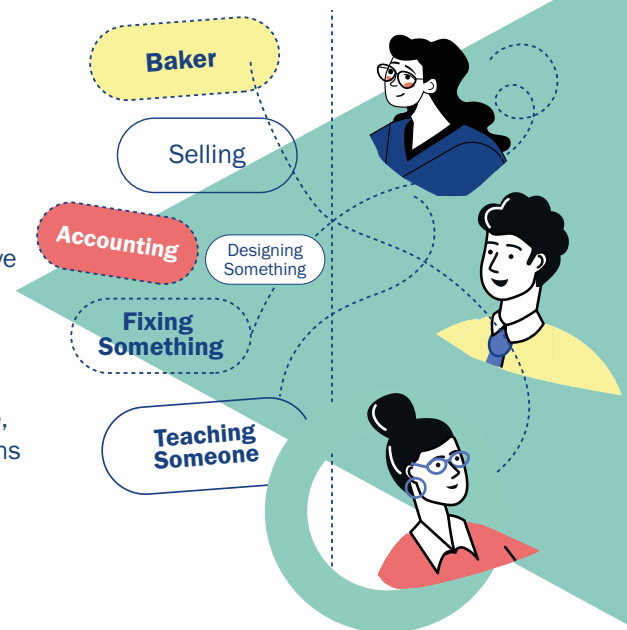 Baker
Selling
Accounting
Designing
Something
Fixing
Something
Teaching
Someone